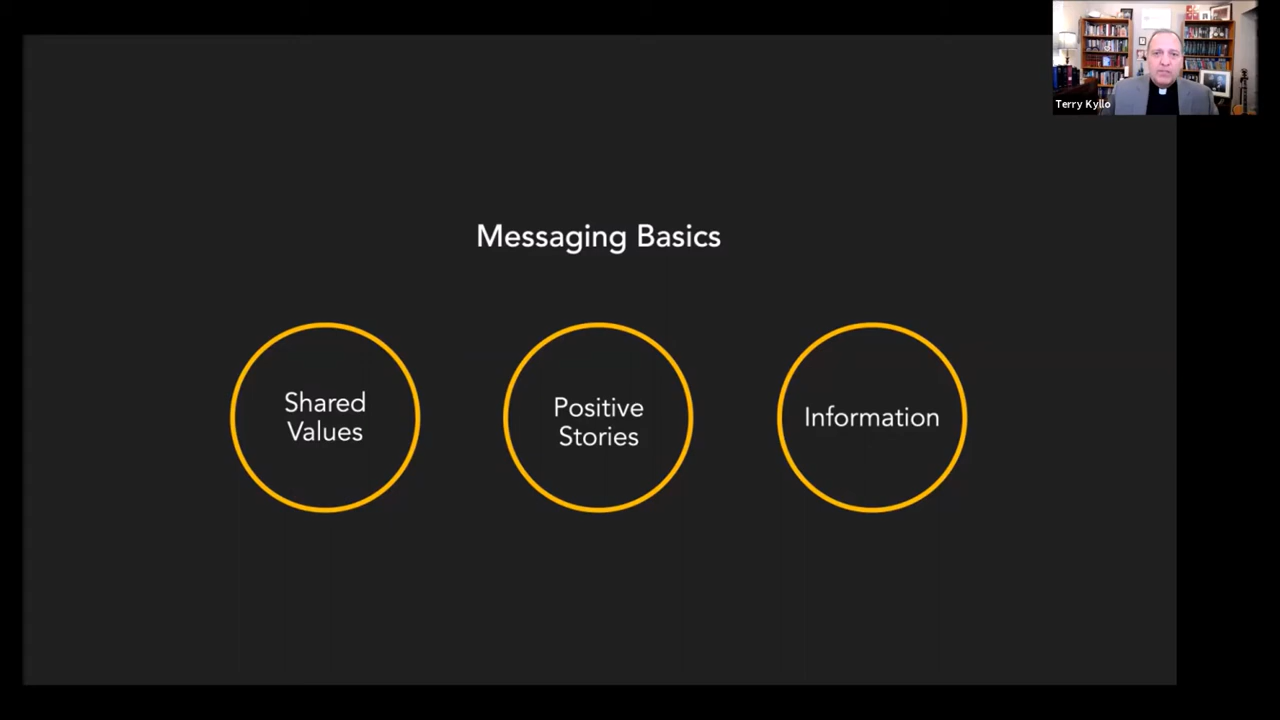 Terry Kyllo
Messaging Basics
Shared
Values
Positive
Stories
Information